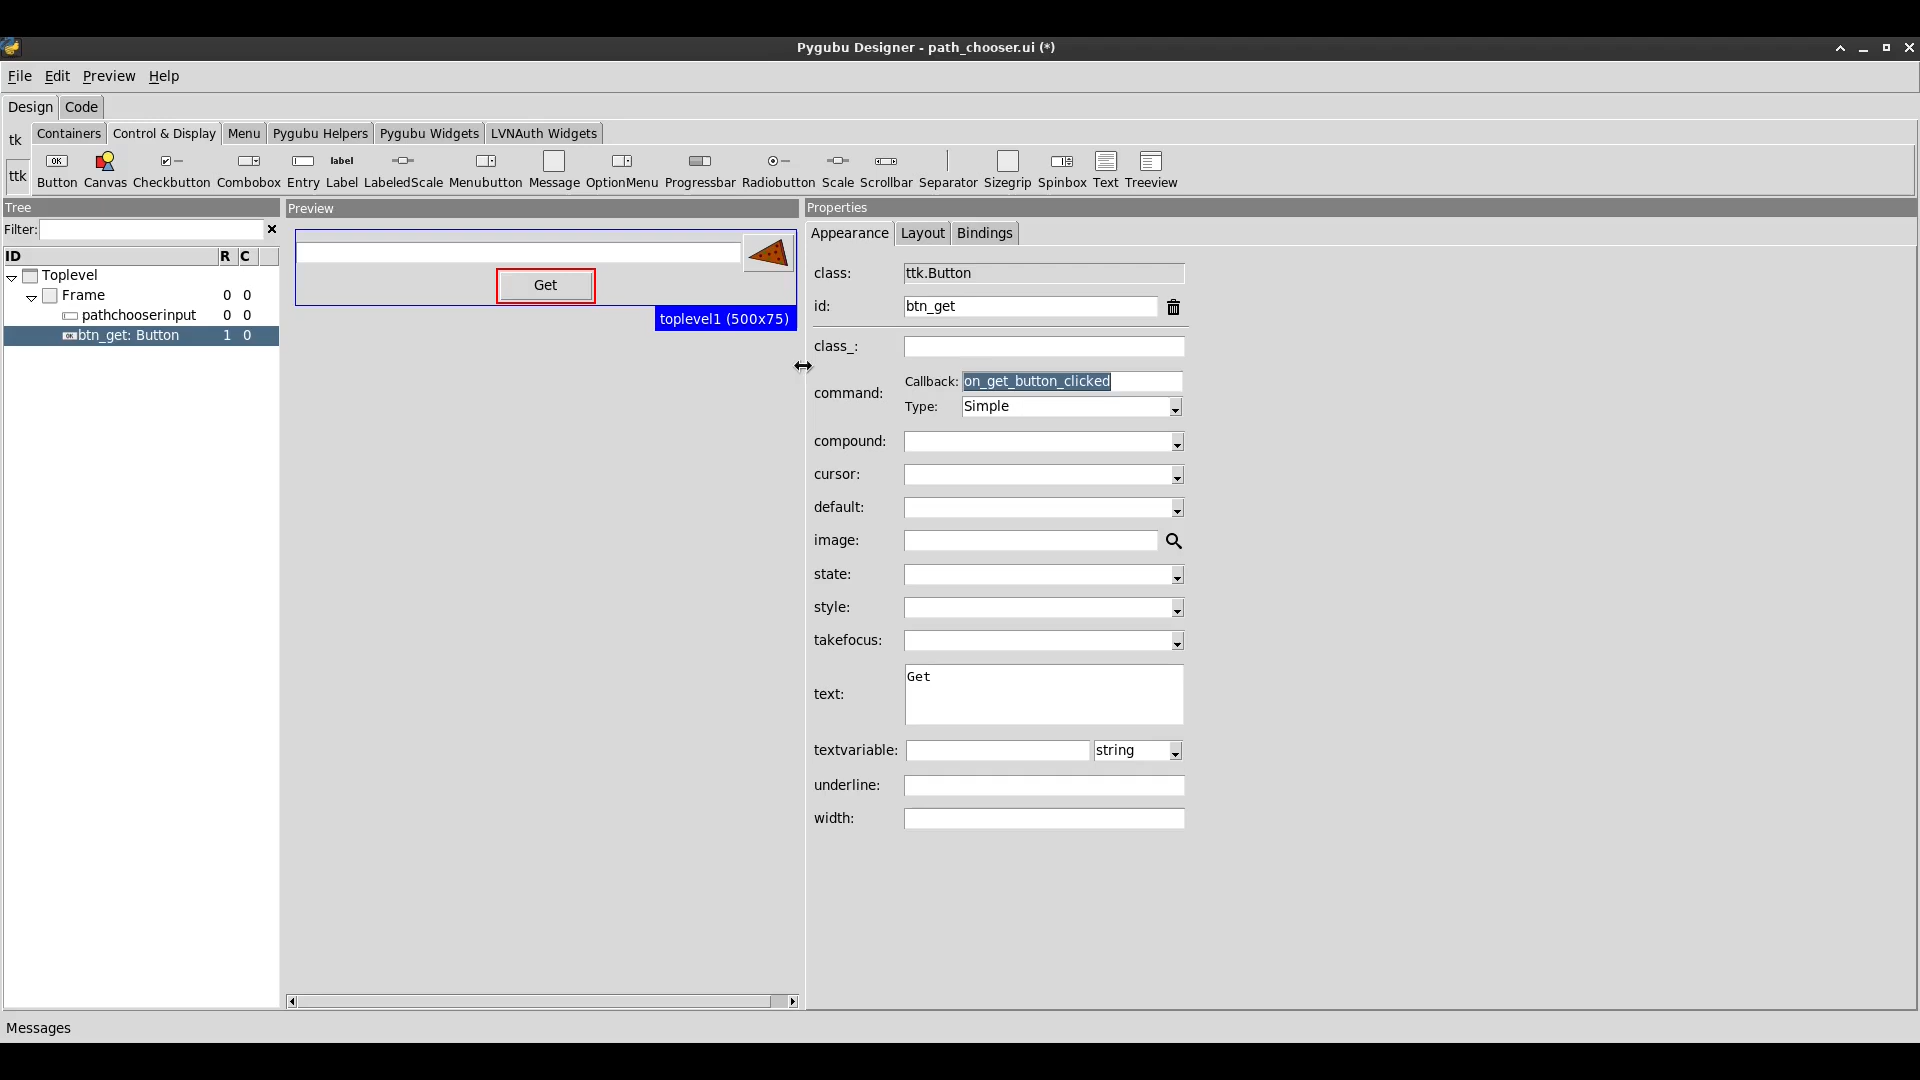 Pygubu Designer - path_chooser.ui (*)
File Edit Preview Help
Design Code
tk
ttk
Containers Control & Display Menu Pygubu Helpers Pygubu Widgets LVNAuth Widgets
OK OK label
Button Canvas Checkbutton Combobox Entry Label LabeledScale Menubutton Message OptionMenu Progressbar Radiobutton Scale Scrollbar Separator Sizegrip Spinbox Text Treeview
Tree
Filter:
ID R C
Toplevel
Frame 0 0
pathchooserinput 0 0
btn_get: Button 1 0
Preview
Get
toplevel1 (500x75)
Properties
Appearance Layout Bindings
class: ttk.Button
id: btn_get
class_:
command: Callback: on_get_button_clicked
Type: Simple
compound:
cursor:
default:
image:
state:
style:
takefocus:
text: Get
textvariable: string
underline:
width:
Messages